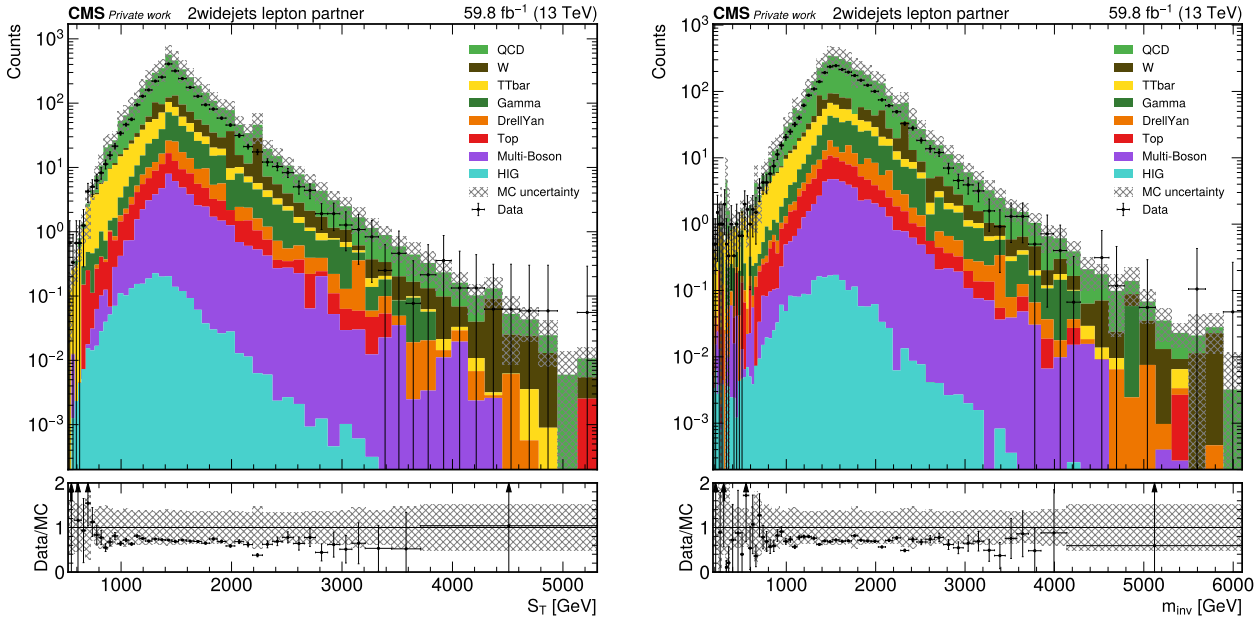 CMS Private work 2widejets lepton partner 59.8 fb⁻¹ (13 TeV)
Counts
10³
10²
10¹
10⁰
10⁻¹
10⁻²
10⁻³
QCD
W
TTbar
Gamma
DrellYan
Top
Multi-Boson
HIG
MC uncertainty
Data
Data/MC
2
1
0
1000 2000 3000 4000 5000
S_T [GeV]
CMS Private work 2widejets lepton partner 59.8 fb⁻¹ (13 TeV)
Counts
10³
10²
10¹
10⁰
10⁻¹
10⁻²
10⁻³
QCD
W
TTbar
Gamma
DrellYan
Top
Multi-Boson
HIG
MC uncertainty
Data
Data/MC
2
1
0
1000 2000 3000 4000 5000 6000
m_inv [GeV]